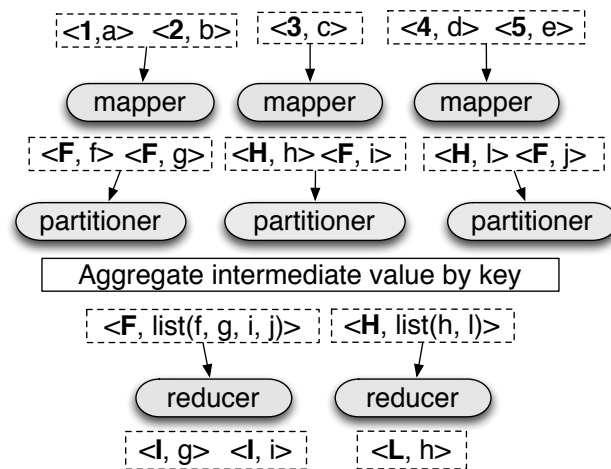 <1,a> <2, b> <3, c> <4, d> <5, e>
mapper mapper mapper
<F, f> <F, g> <H, h> <F, i> <H, l> <F, j>
partitioner partitioner partitioner
Aggregate intermediate value by key
<F, list(f, g, i, j)> <H, list(h, l)>
reducer reducer
<I, g> <I, i> <L, h>